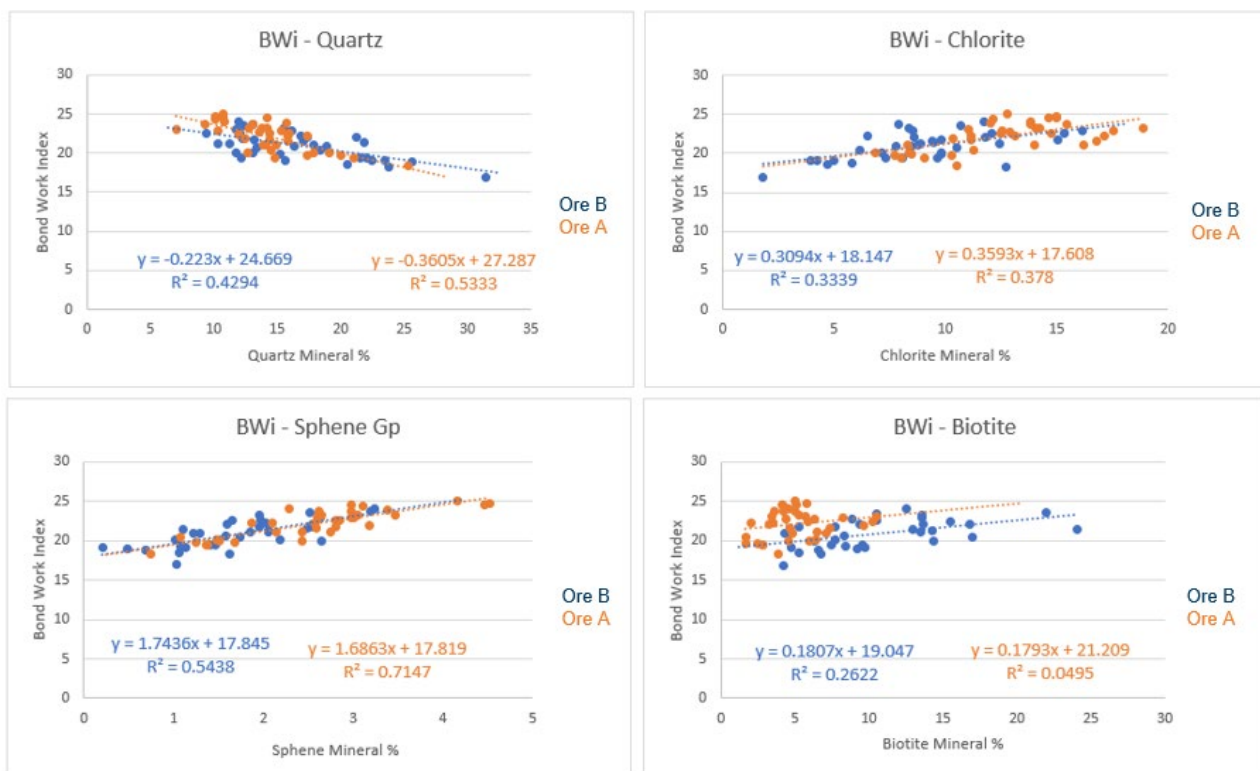 BWi - Quartz
30
25
20
15
10
5
0
Bond Work Index
0 5 10 15 20 25 30 35
Quartz Mineral %
y = -0.223x + 24.669
R² = 0.4294
y = -0.3605x + 27.287
R² = 0.5333
Ore B
Ore A
BWi - Chlorite
30
25
20
15
10
5
0
Bond Work Index
0 5 10 15 20
Chlorite Mineral %
y = 0.3094x + 18.147
R² = 0.3339
y = 0.3593x + 17.608
R² = 0.378
Ore B
Ore A
BWi - Sphene Gp
30
25
20
15
10
5
0
Bond Work Index
0 1 2 3 4 5
Sphene Mineral %
y = 1.7436x + 17.845
R² = 0.5438
y = 1.6863x + 17.819
R² = 0.7147
Ore B
Ore A
BWi - Biotite
30
25
20
15
10
5
0
Bond Work Index
0 5 10 15 20 25 30
Biotite Mineral %
y = 0.1807x + 19.047
R² = 0.2622
y = 0.1793x + 21.209
R² = 0.0495
Ore B
Ore A